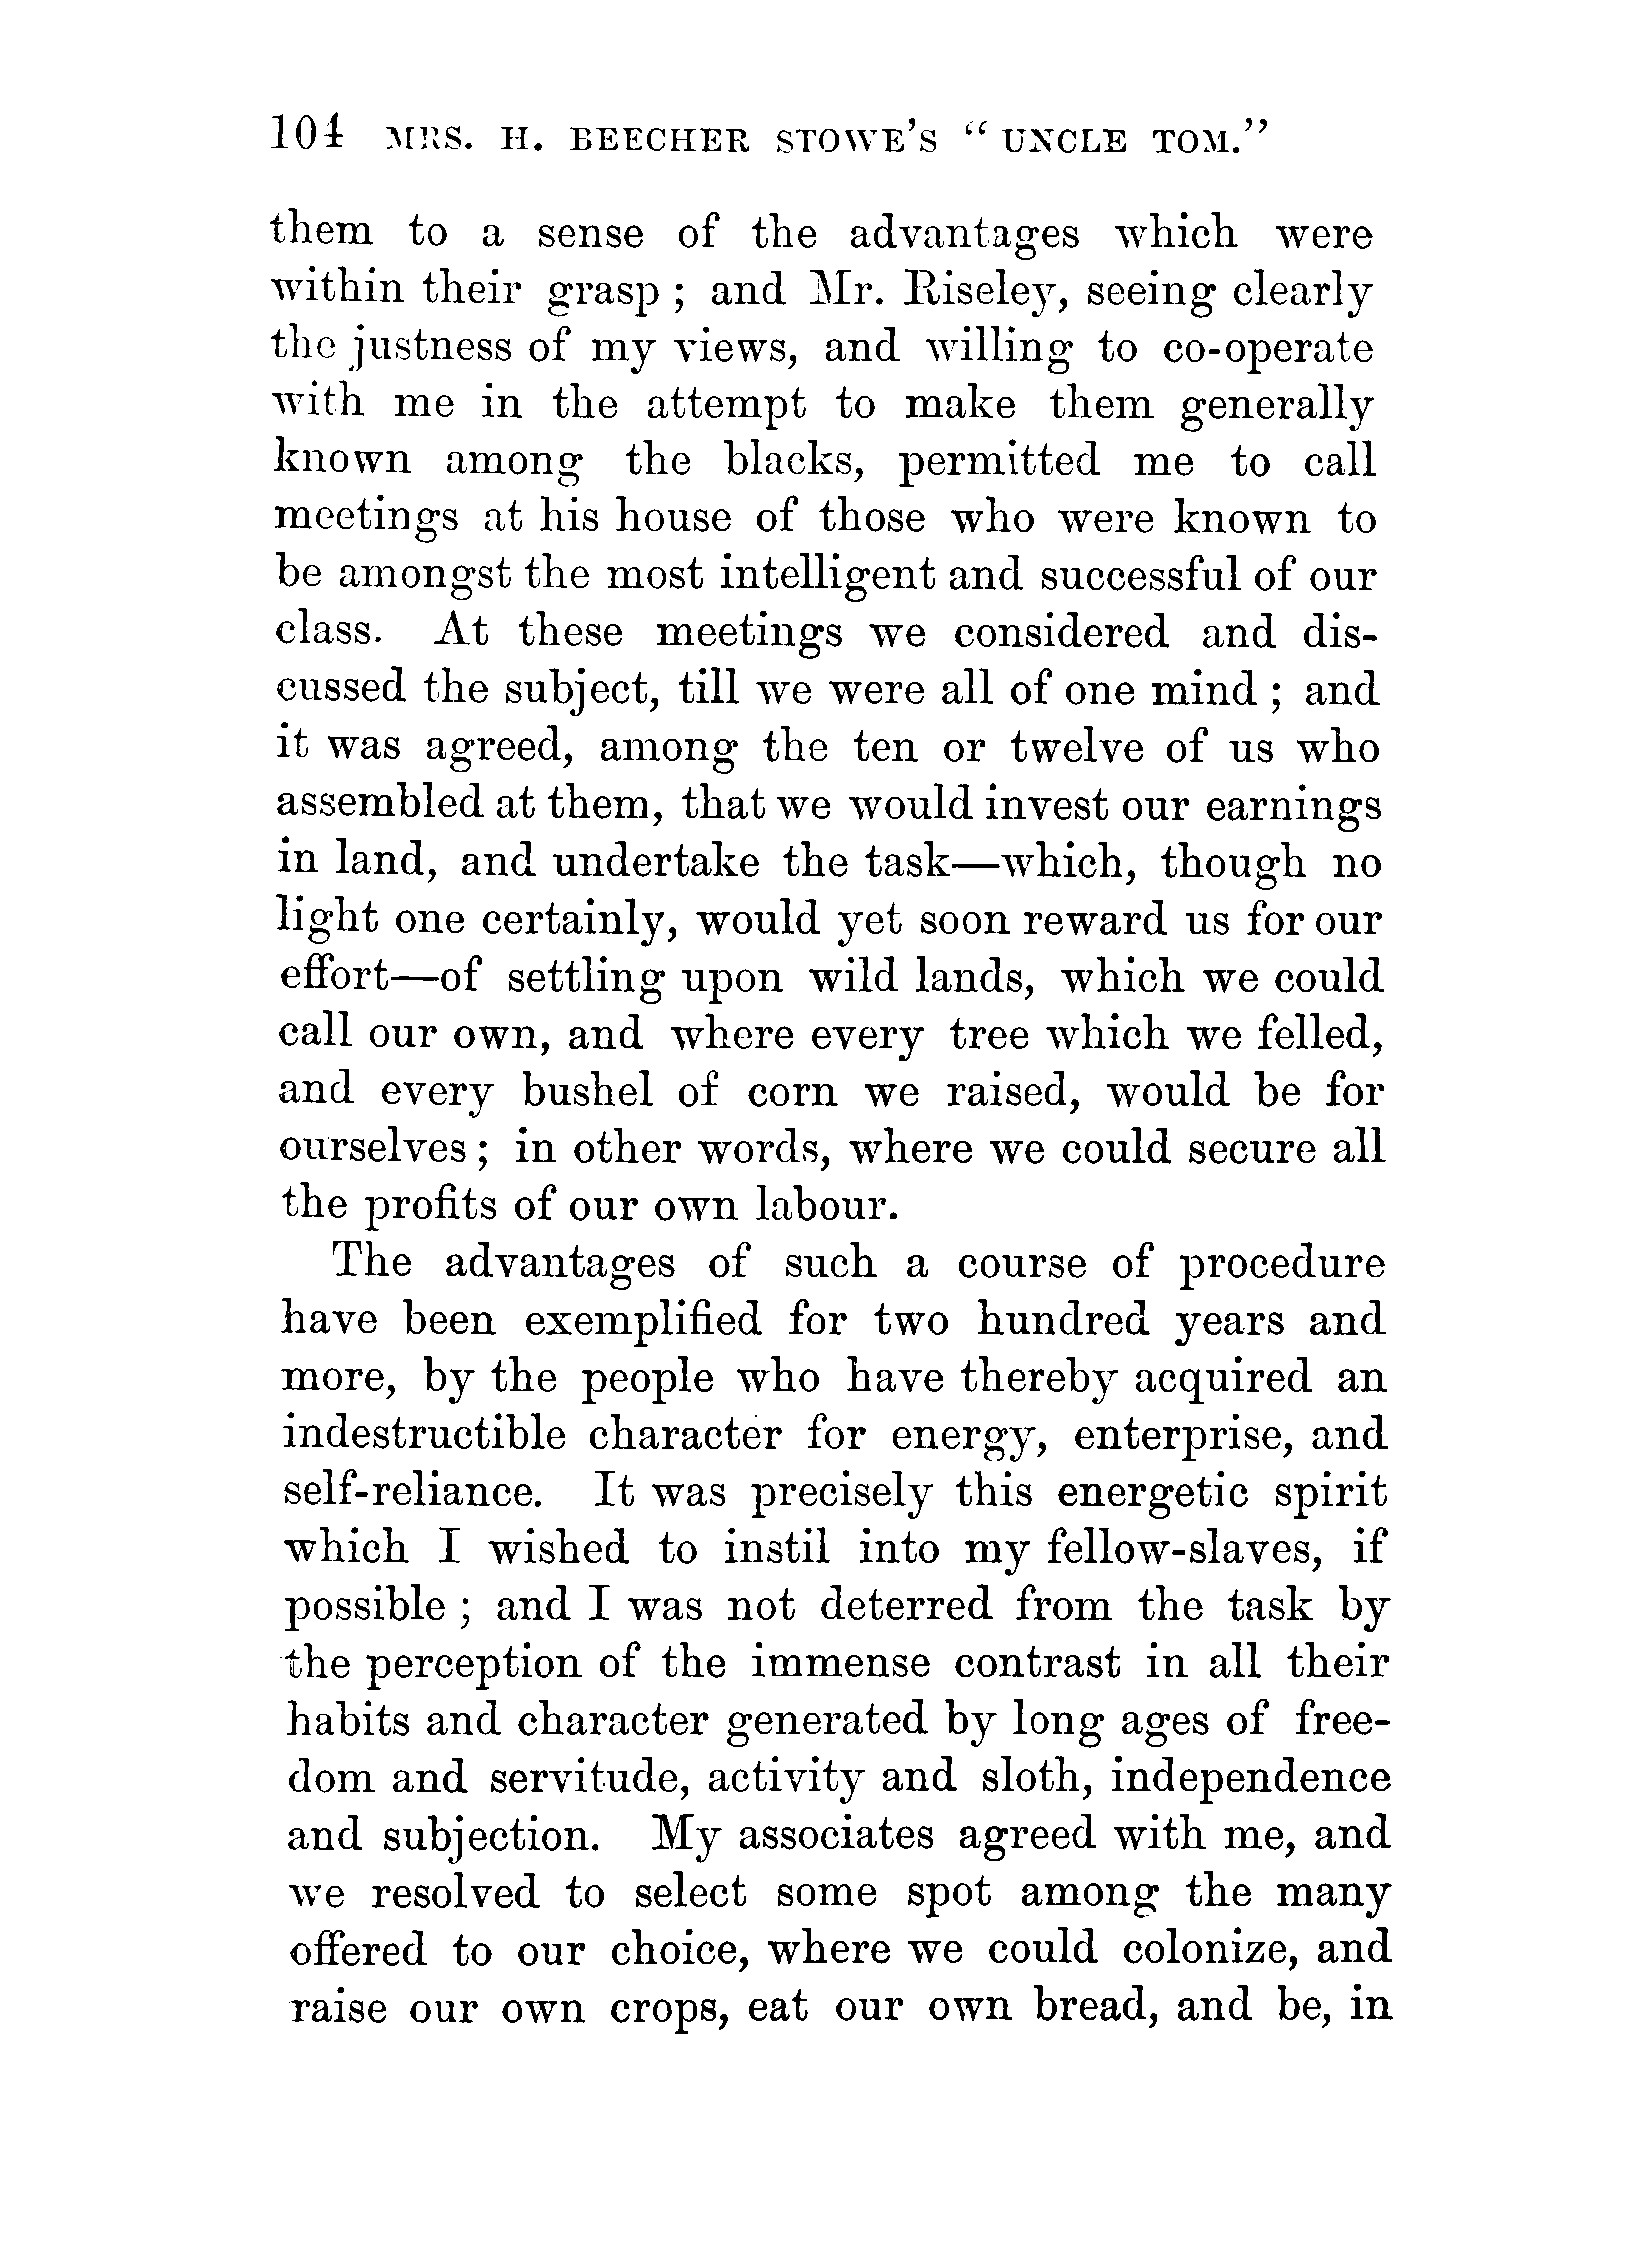 104 MRS. H. BEECHER STOWE'S "UNCLE TOM."
them to a sense of the advantages which were
within their grasp; and Mr. Riseley, seeing clearly
the justness of my views, and willing to co-operate
with me in the attempt to make them generally
known among the blacks, permitted me to call
meetings at his house of those who were known to
be amongst the most intelligent and successful of our
class. At these meetings we considered and dis-
cussed the subject, till we were all of one mind; and
it was agreed, among the ten or twelve of us who
assembled at them, that we would invest our earnings
in land, and undertake the task—which, though no
light one certainly, would yet soon reward us for our
effort—of settling upon wild lands, which we could
call our own, and where every tree which we felled,
and every bushel of corn we raised, would be for
ourselves; in other words, where we could secure all
the profits of our own labour.
The advantages of such a course of procedure
have been exemplified for two hundred years and
more, by the people who have thereby acquired an
indestructible character for energy, enterprise, and
self-reliance. It was precisely this energetic spirit
which I wished to instil into my fellow-slaves, if
possible; and I was not deterred from the task by
the perception of the immense contrast in all their
habits and character generated by long ages of free-
dom and servitude, activity and sloth, independence
and subjection. My associates agreed with me, and
we resolved to select some spot among the many
offered to our choice, where we could colonize, and
raise our own crops, eat our own bread, and be, in